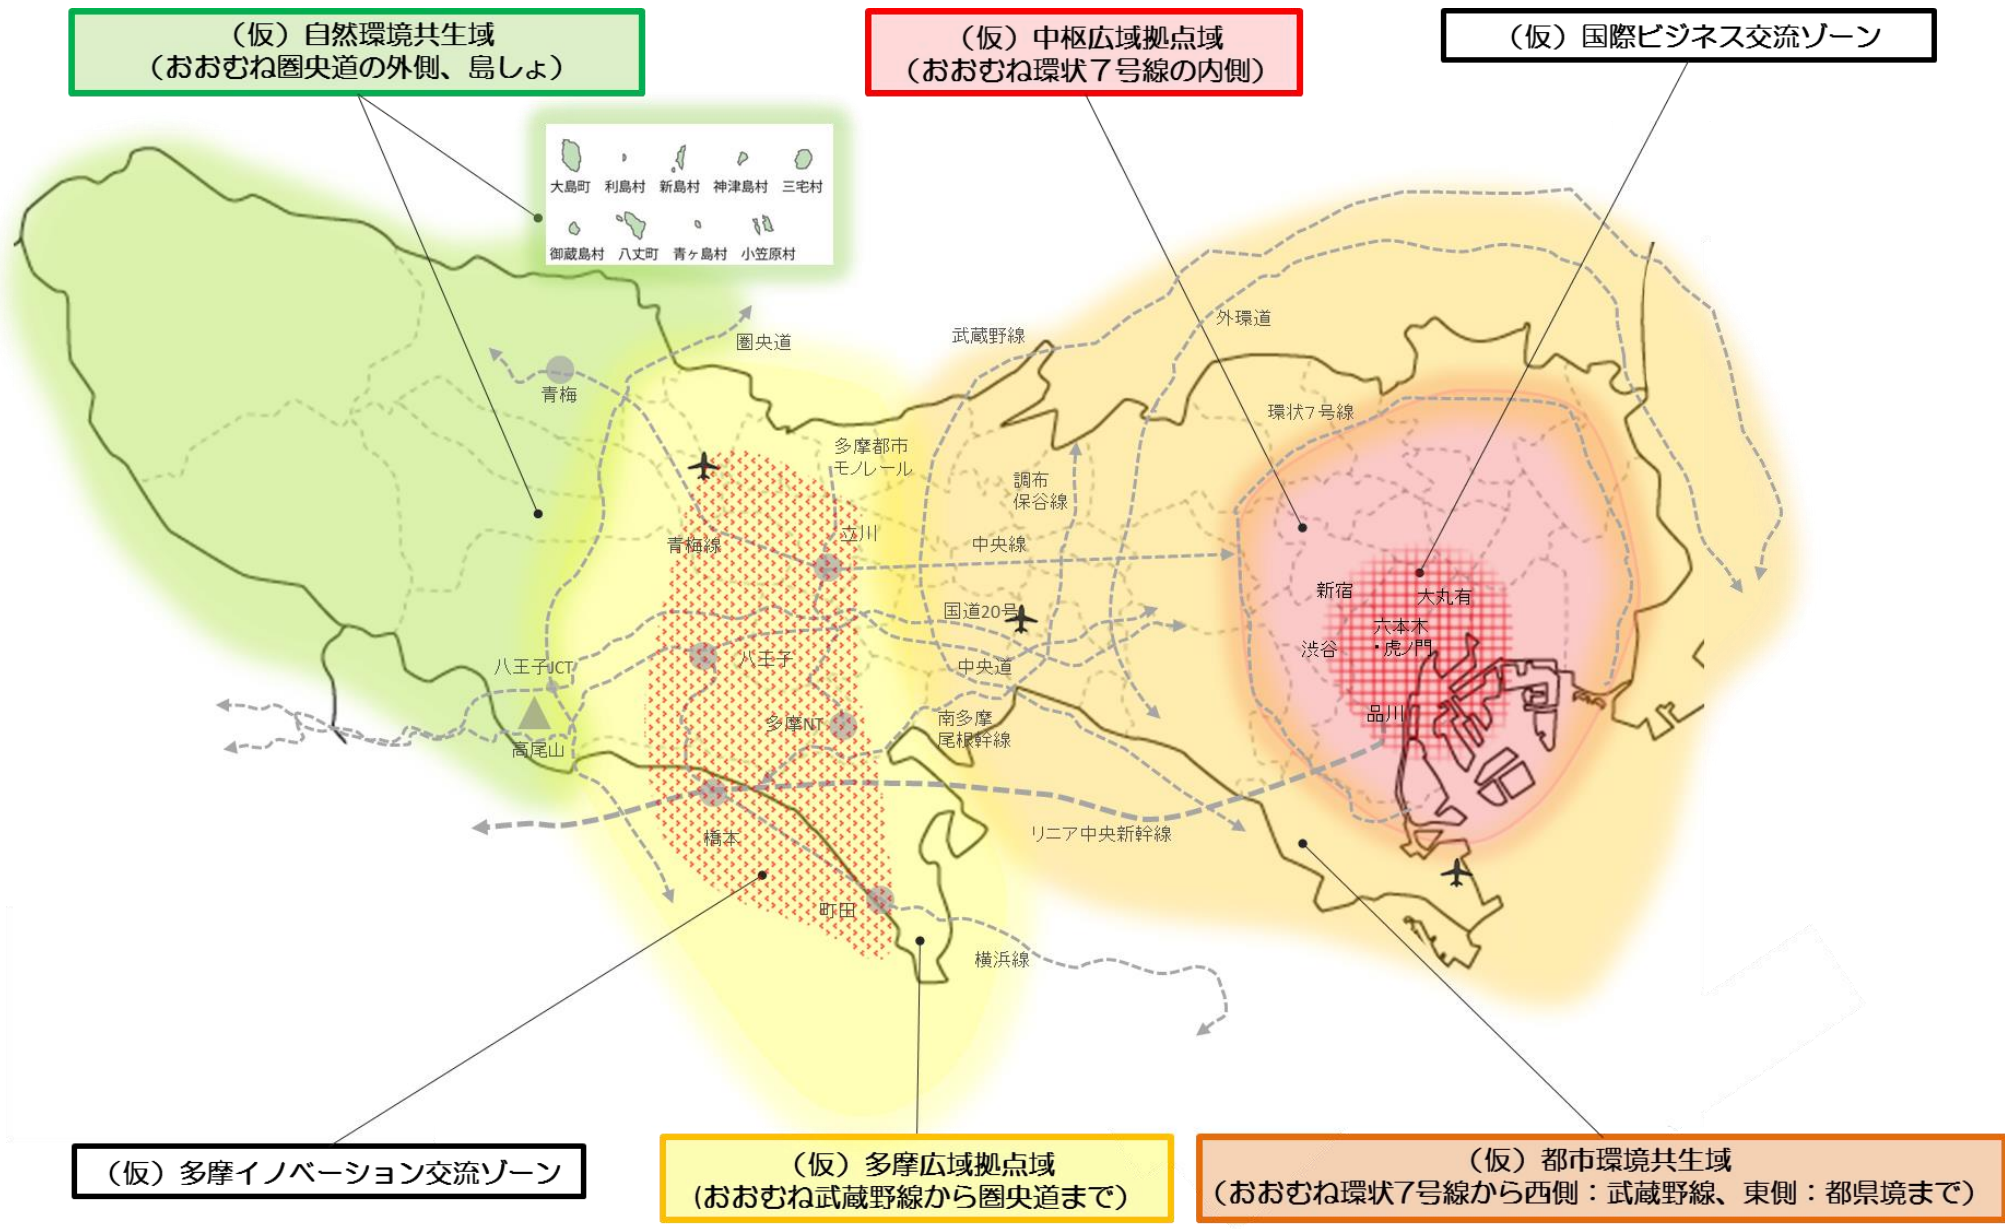 （仮）自然環境共生域
（おおむね圏央道の外側、島しょ）
（仮）中枢広域拠点域
（おおむね環状７号線の内側）
（仮）国際ビジネス交流ゾーン
大島町
利島村
新島村
神津島村
三宅村
御蔵島村
八丈町
青ヶ島村
小笠原村
圏央道
武蔵野線
外環道
青梅
環状７号線
多摩都市
モノレール
調布
保谷線
青梅線
立川
中央線
新宿
大丸有
国道20号
六本木
・虎ノ門
渋谷
八王子JCT
八王子
中央道
多摩NT
南多摩
尾根幹線
品川
高尾山
橋本
リニア中央新幹線
町田
横浜線
（仮）多摩イノベーション交流ゾーン
（仮）多摩広域拠点域
（おおむね武蔵野線から圏央道まで）
（仮）都市環境共生域
（おおむね環状７号線から西側：武蔵野線、東側：都県境まで）